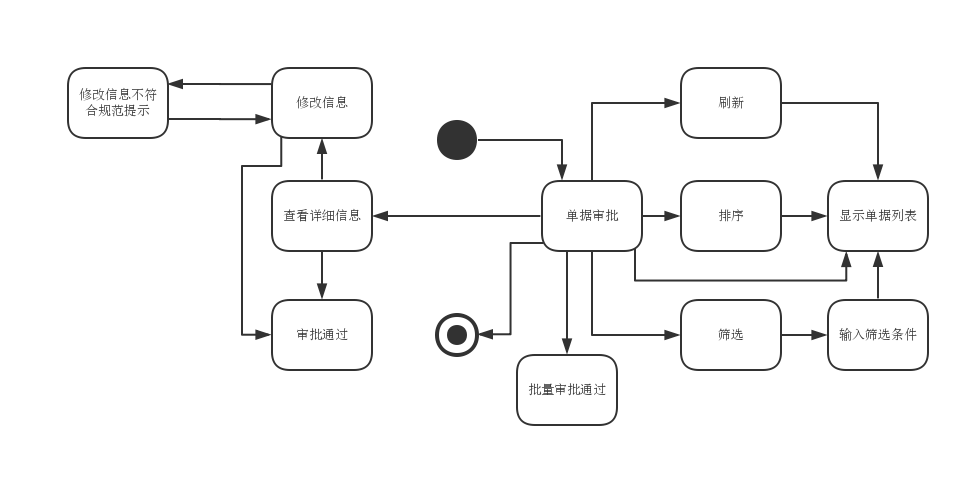 修改信息不符
合规范提示
修改信息
刷新
查看详细信息
单据审批
排序
显示单据列表
审批通过
筛选
输入筛选条件
批量审批通过